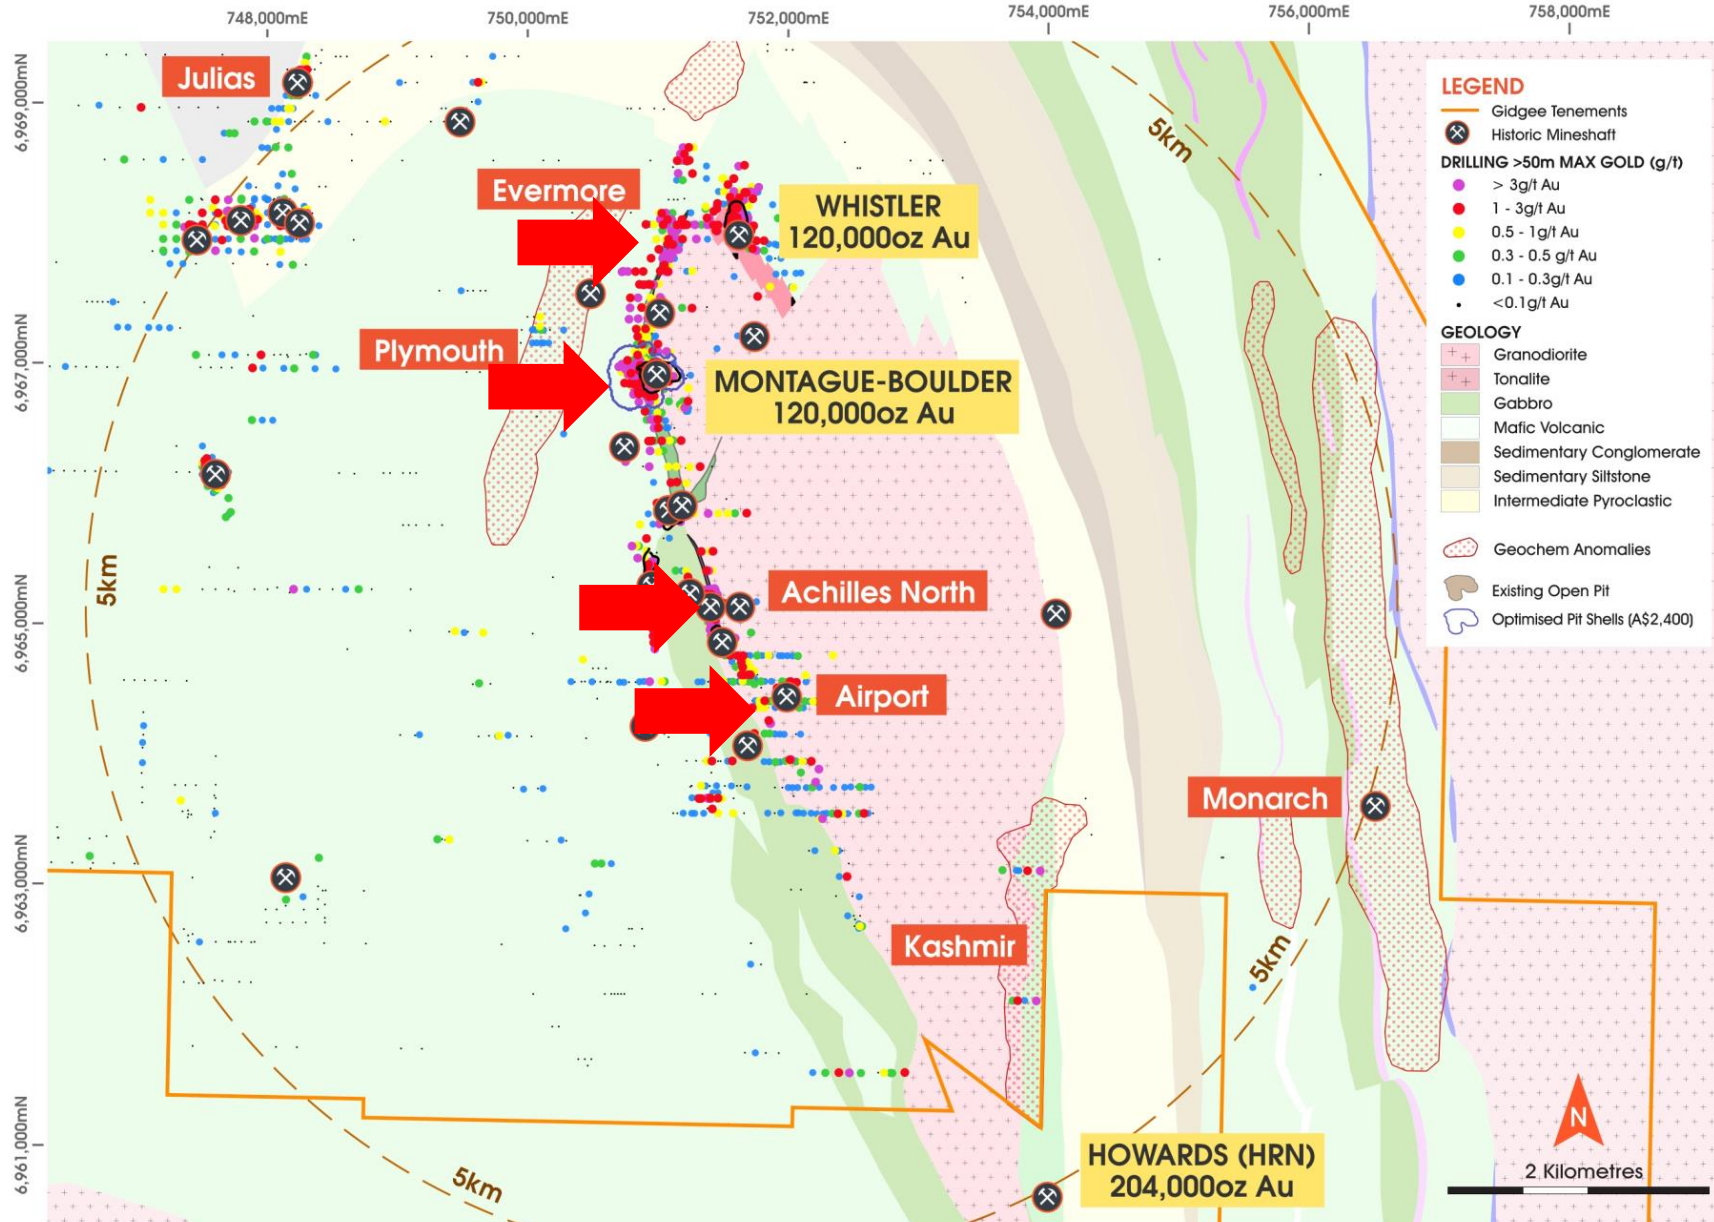 748,000mE
750,000mE
752,000mE
754,000mE
756,000mE
758,000mE
6,969,000mN
6,967,000mN
6,965,000mN
6,963,000mN
6,961,000mN
Julias
Evermore
WHISTLER
120,000oz Au
Plymouth
MONTAGUE-BOULDER
120,000oz Au
Achilles North
Airport
Monarch
Kashmir
HOWARDS (HRN)
204,000oz Au
5km
5km
5km
5km
LEGEND
Gidgee Tenements
Historic Mineshaft
DRILLING >50m MAX GOLD (g/t)
> 3g/t Au
1 - 3g/t Au
0.5 - 1g/t Au
0.3 - 0.5 g/t Au
0.1 - 0.3g/t Au
<0.1g/t Au
GEOLOGY
Granodiorite
Tonalite
Gabbro
Mafic Volcanic
Sedimentary Conglomerate
Sedimentary Siltstone
Intermediate Pyroclastic
Geochem Anomalies
Existing Open Pit
Optimised Pit Shells (A$2,400)
N
2 Kilometres